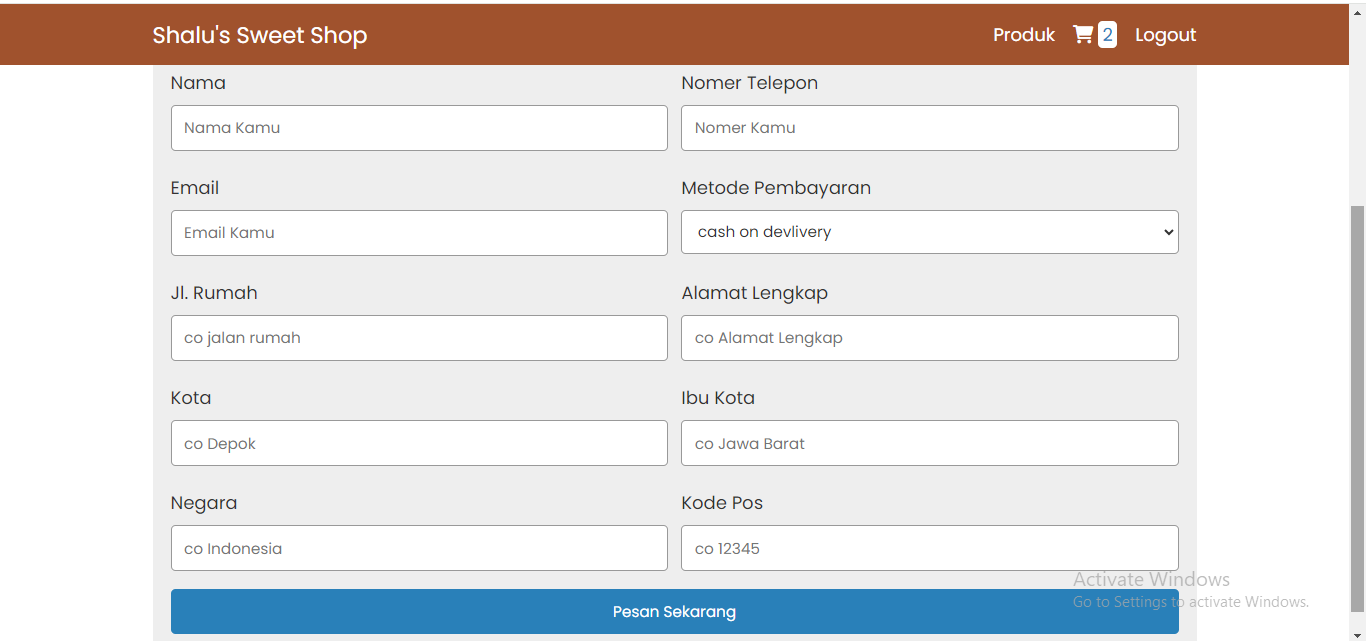 Shalu's Sweet Shop
Produk 2 Logout
Nama
Nomer Telepon
Nama Kamu
Nomer Kamu
Email
Metode Pembayaran
Email Kamu
cash on devlivery
Jl. Rumah
Alamat Lengkap
co jalan rumah
co Alamat Lengkap
Kota
Ibu Kota
co Depok
co Jawa Barat
Negara
Kode Pos
co Indonesia
co 12345
Pesan Sekarang
Activate Windows
Go to Settings to activate Windows.